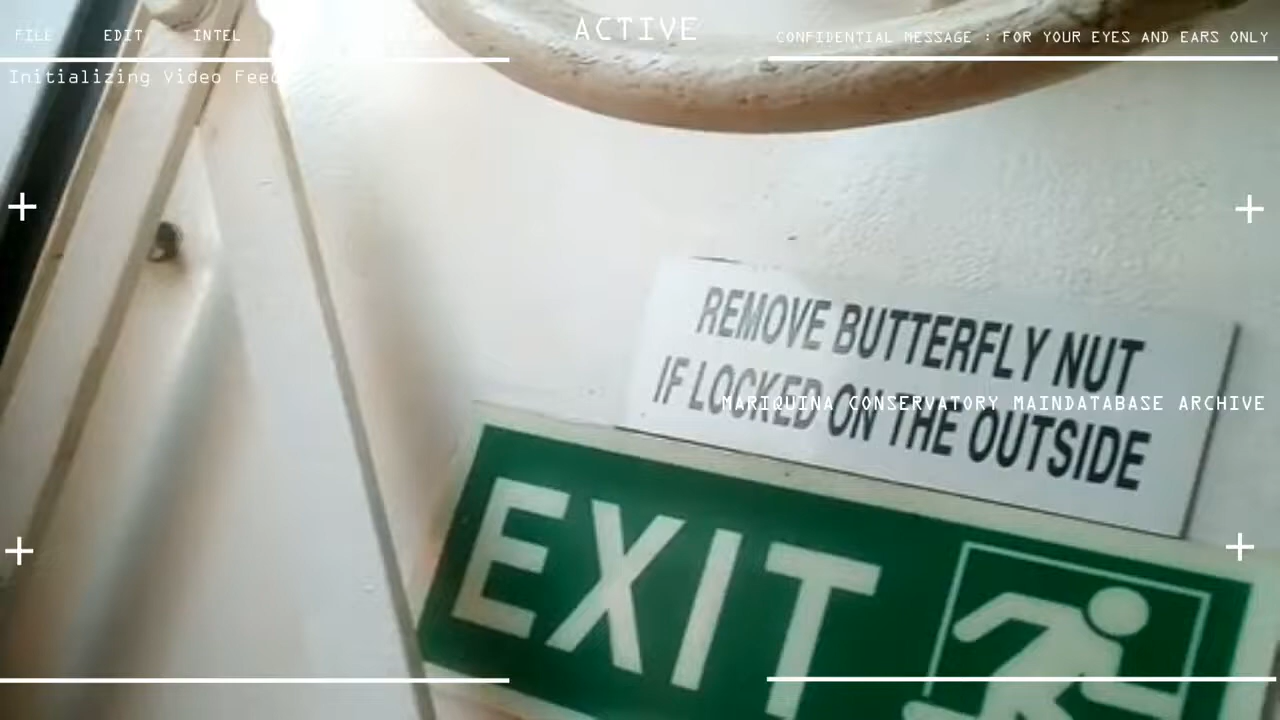 FILE EDIT INTEL
ACTIVE
CONFIDENTIAL MESSAGE : FOR YOUR EYES AND EARS ONLY
Initializing Video Feed
REMOVE BUTTERFLY NUT
IF LOCKED ON THE OUTSIDE
MARIQUINA CONSERVATORY MAINDATABASE ARCHIVE
EXIT